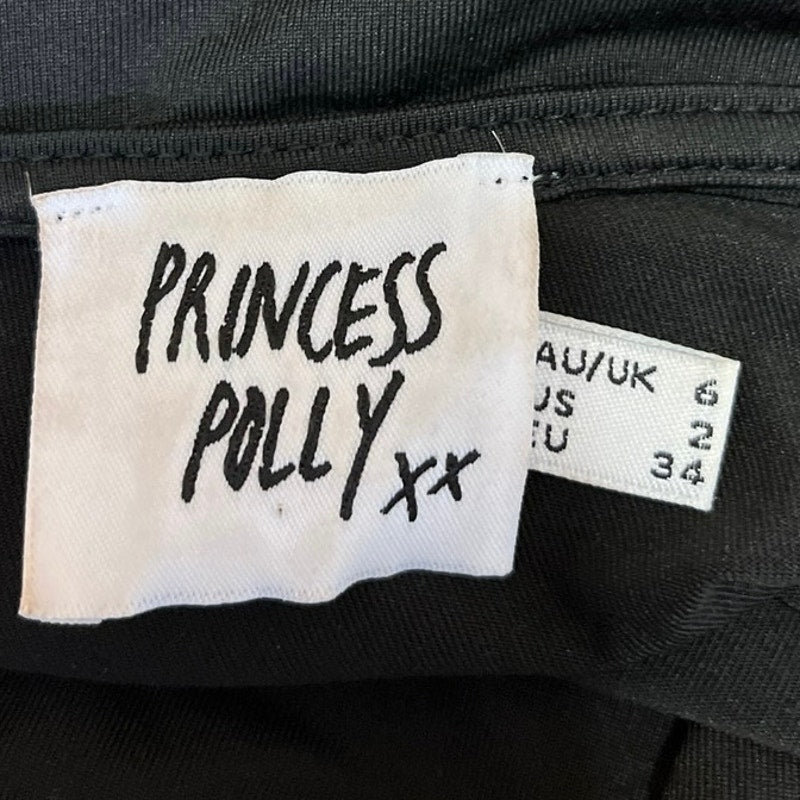 PRINCESS
POLLY xx
AU/UK 6
US 2
EU 34